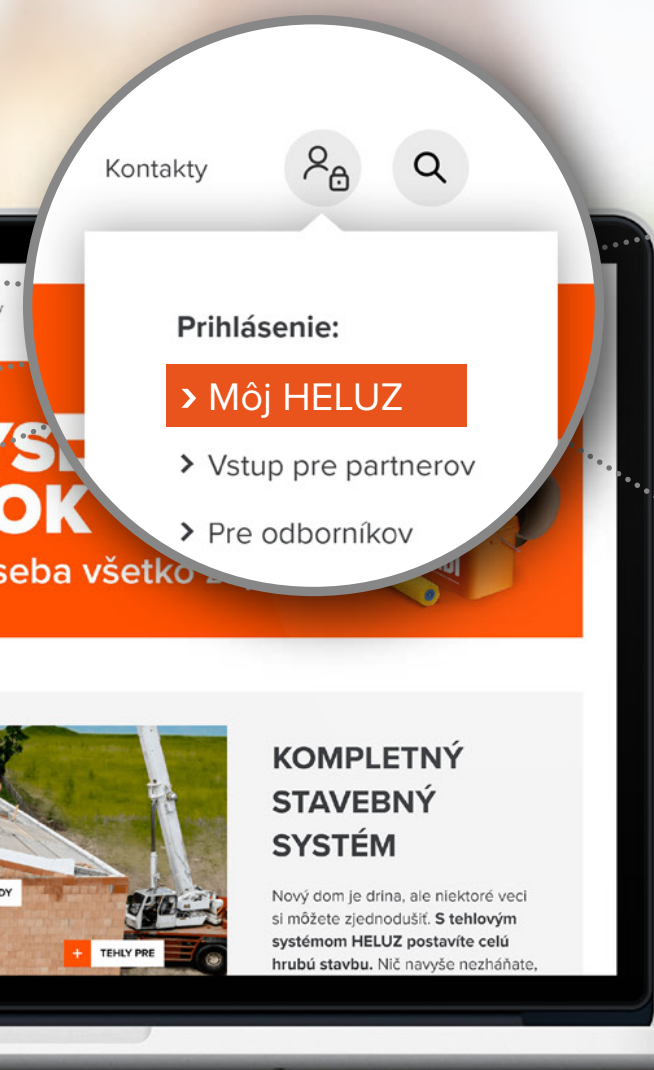 Kontakty
Prihlásenie:
Môj HELUZ
Vstup pre partnerov
Pre odborníkov
OK
seba všetko
KOMPLETNÝ
STAVEBNÝ
SYSTÉM
Nový dom je drina, ale niektoré veci
si môžete zjednodušiť. S tehlovým
systémom HELUZ postavíte celú
hrubú stavbu. Nič navyše nezháňate,
+ TEHLY PRE